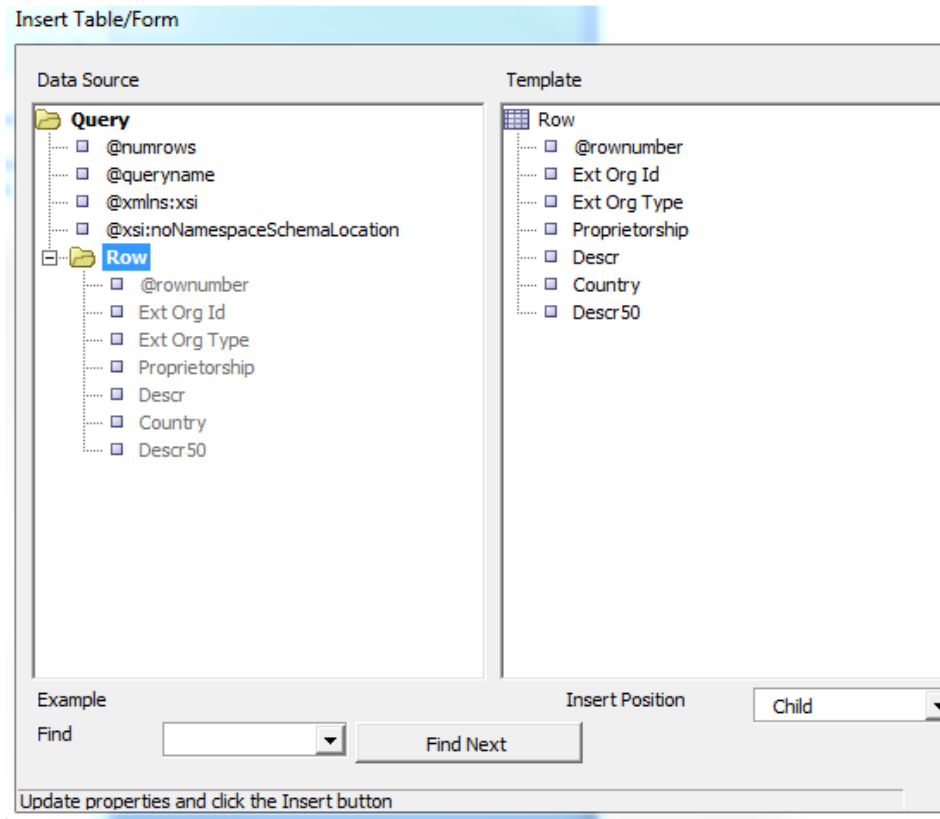 Insert Table/Form
Data Source
Query
@numrows
@queryname
@xmlns:xsi
@xsi:noNamespaceSchemaLocation
Row
@rownumber
Ext Org Id
Ext Org Type
Proprietorship
Descr
Country
Descr50
Template
Row
@rownumber
Ext Org Id
Ext Org Type
Proprietorship
Descr
Country
Descr50
Example
Insert Position
Child
Find
Find Next
Update properties and click the Insert button